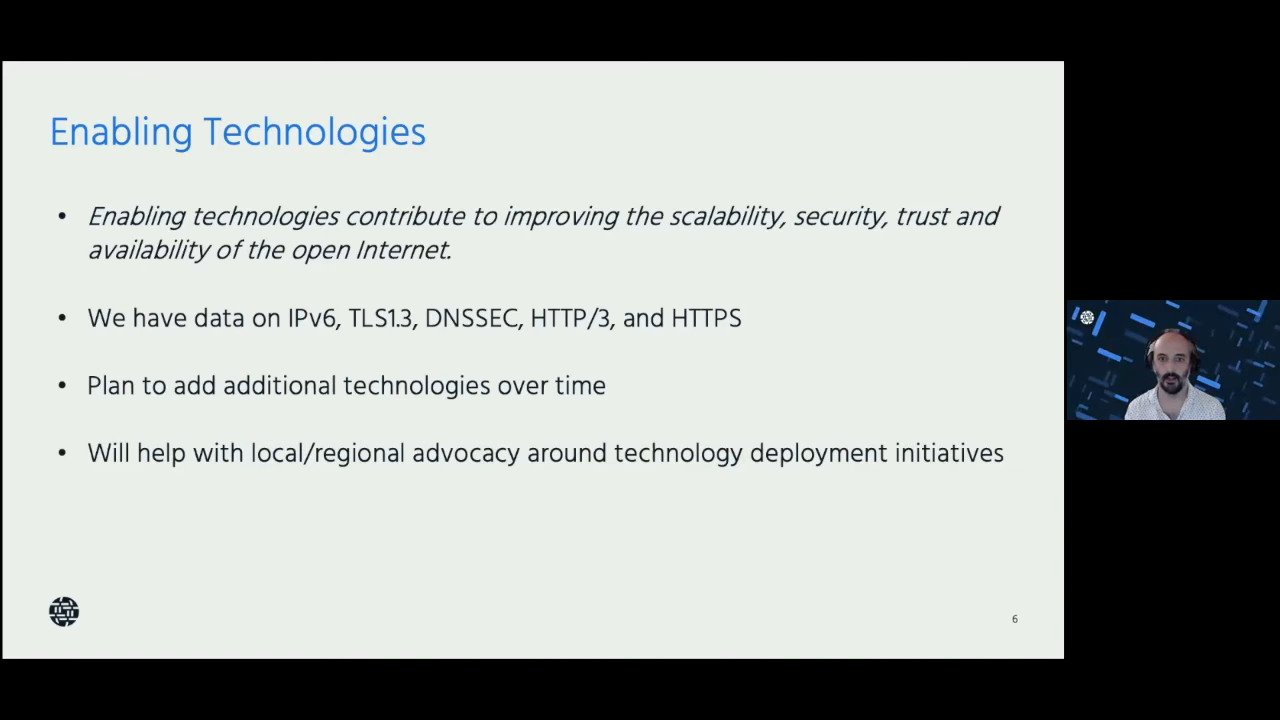 Enabling Technologies
• Enabling technologies contribute to improving the scalability, security, trust and
availability of the open Internet.
• We have data on IPv6, TLS1.3, DNSSEC, HTTP/3, and HTTPS
• Plan to add additional technologies over time
• Will help with local/regional advocacy around technology deployment initiatives
6